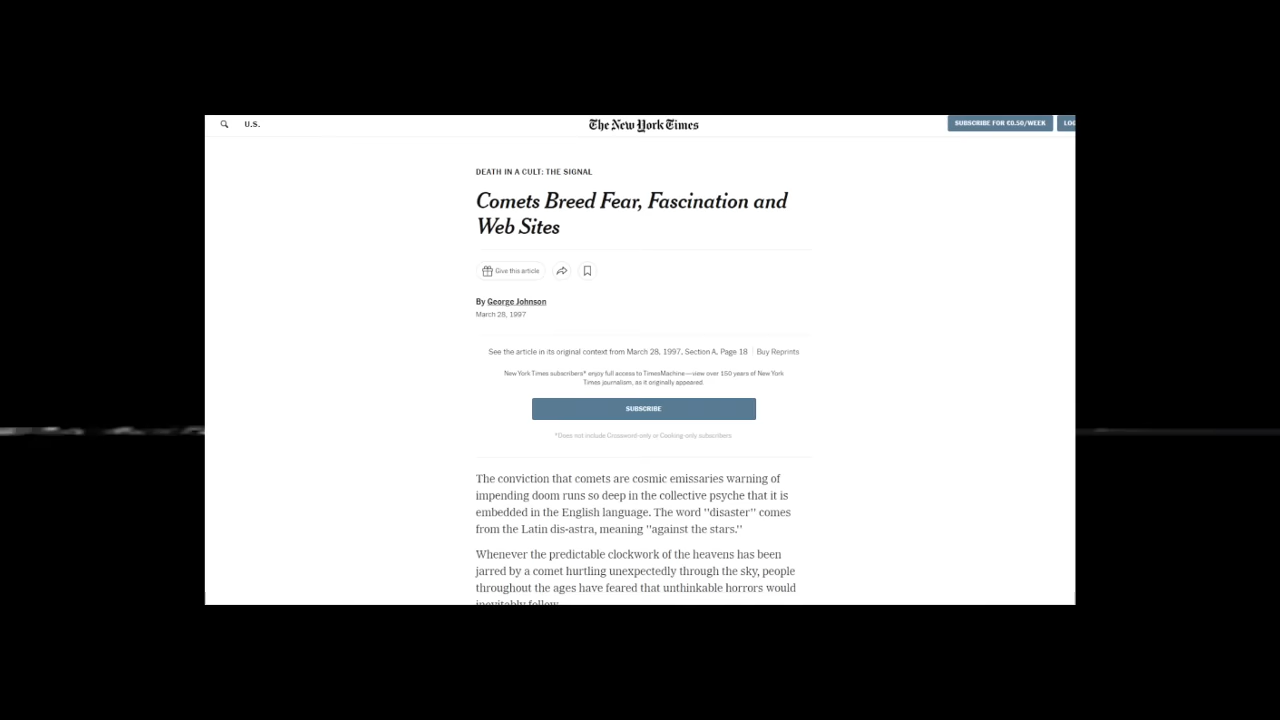 U.S.
The New York Times
SUBSCRIBE FOR €0.50/WEEK
LOG
DEATH IN A CULT: THE SIGNAL
Comets Breed Fear, Fascination and
Web Sites
Give this article
By George Johnson
March 28, 1997
See the article in its original context from March 28, 1997, Section A, Page 18 | Buy Reprints
New York Times subscribers* enjoy full access to TimesMachine—view over 150 years of New York
Times journalism, as it originally appeared.
SUBSCRIBE
*Does not include Crossword-only or Cooking-only subscribers
The conviction that comets are cosmic emissaries warning of
impending doom runs so deep in the collective psyche that it is
embedded in the English language. The word ''disaster'' comes
from the Latin dis-astra, meaning ''against the stars.''
Whenever the predictable clockwork of the heavens has been
jarred by a comet hurtling unexpectedly through the sky, people
throughout the ages have feared that unthinkable horrors would
inevitably follow.